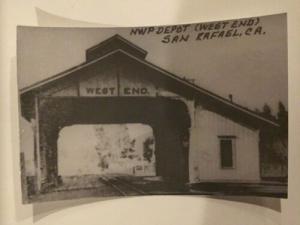 NWP DEPOT (WEST END)
SAN RAFAEL, CA.
WEST END.